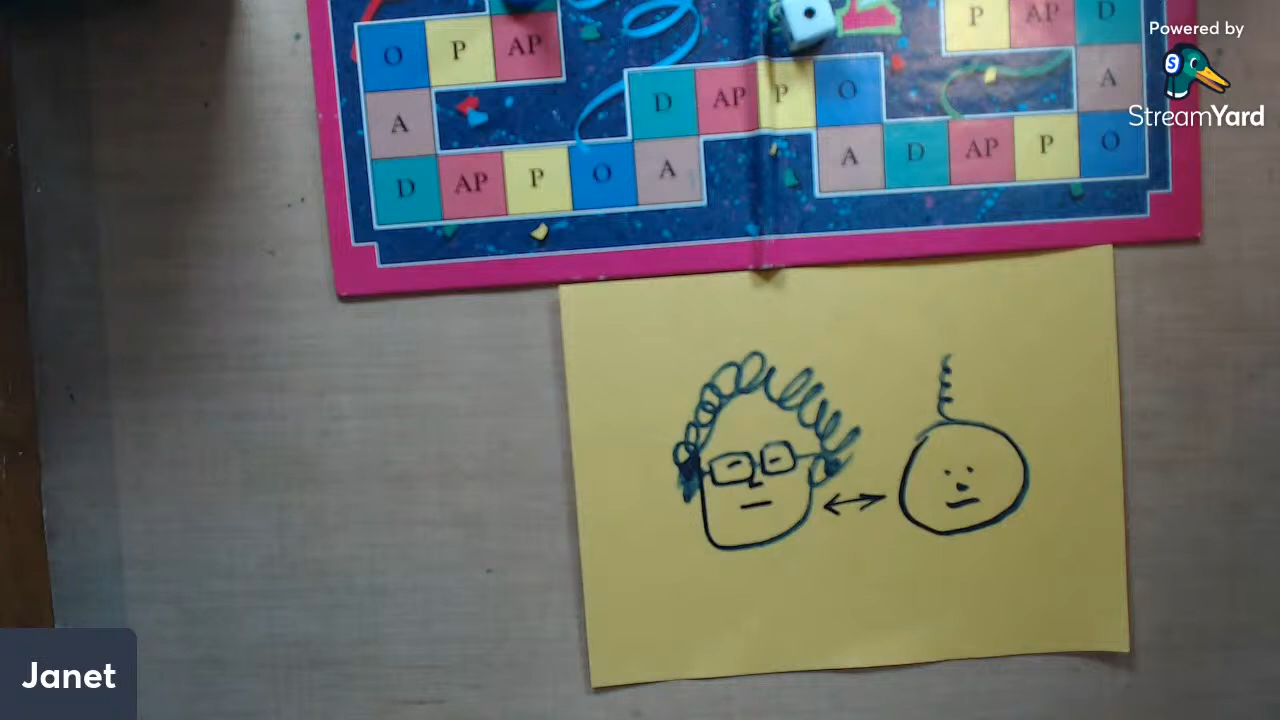 Powered by
S
StreamYard
O P AP
P AP D
D AP P O
A
A
D AP P O A
A D AP P O
Janet